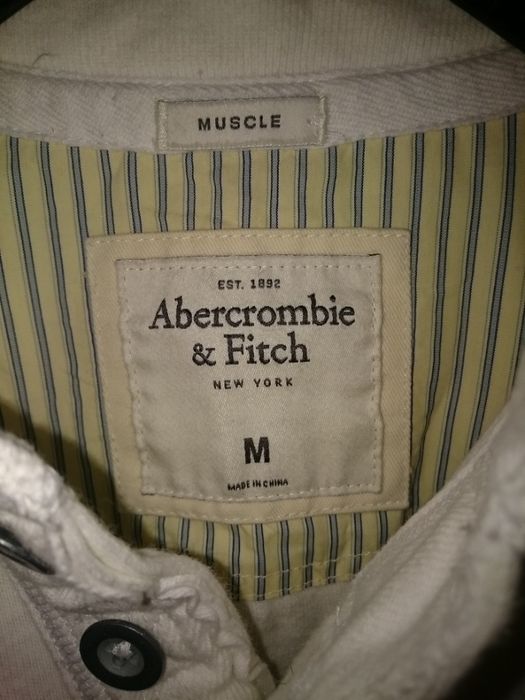 MUSCLE
EST. 1892
Abercrombie
& Fitch
NEW YORK
M
MADE IN CHINA